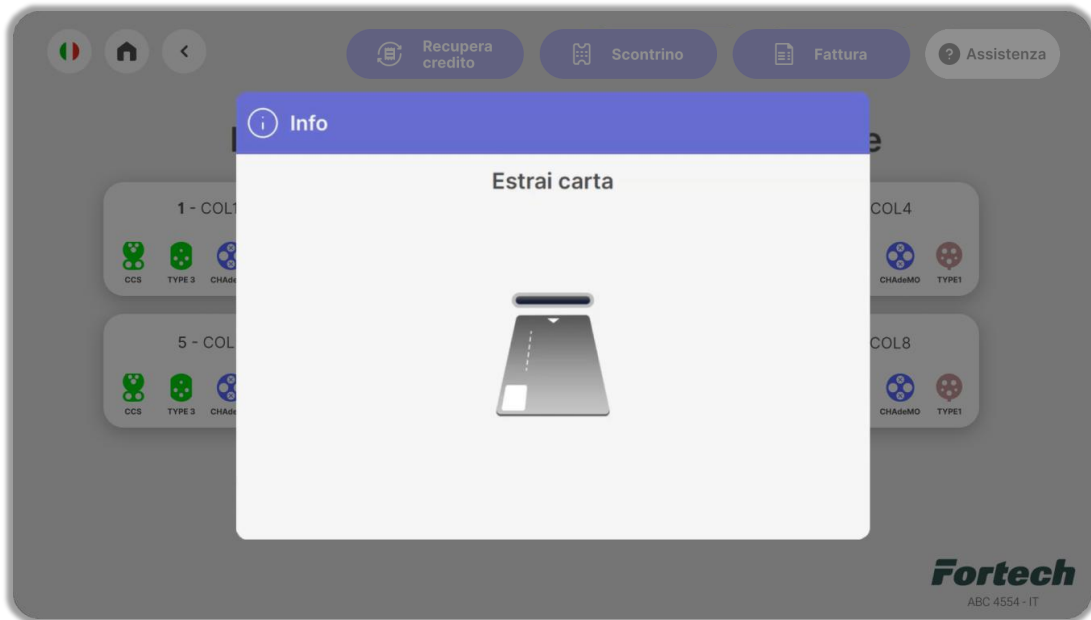 Recupera
credito
Scontrino
Fattura
Assistenza
Info
Estrai carta
1 - COL1
COL4
CCS
TYPE 3
CHAdeMO
TYPE1
5 - COL
COL8
CCS
TYPE 3
CHAdeMO
TYPE1
Fortech
ABC 4554 - IT